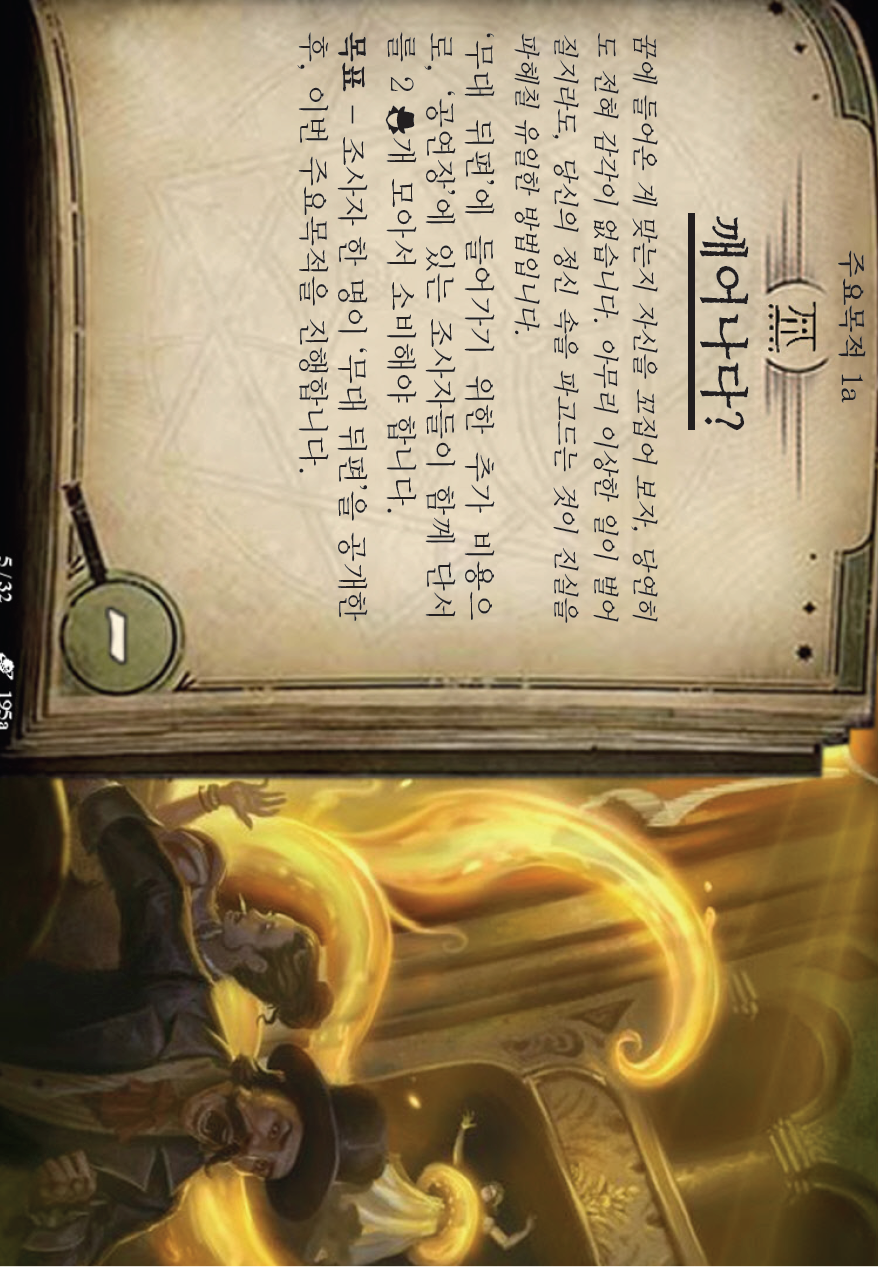 주요목적 1a
깨어나다?
꿈에 들어온 게 맞는지 자신을 꼬집어 보자, 당연히
도 전혀 감각이 없습니다. 아무리 이상한 일이 벌어
질지라도, 당신의 정신 속을 파고드는 것이 진실을
파헤칠 유일한 방법입니다.
‘무대 뒤편’에 들어가기 위한 추가 비용으
로, ‘공연장’에 있는 조사자들이 함께 단서
를 2 개 모아서 소비해야 합니다.
목표 – 조사자 한 명이 ‘무대 뒤편’을 공개한
후, 이번 주요목적을 진행합니다.
–
5/32 195a